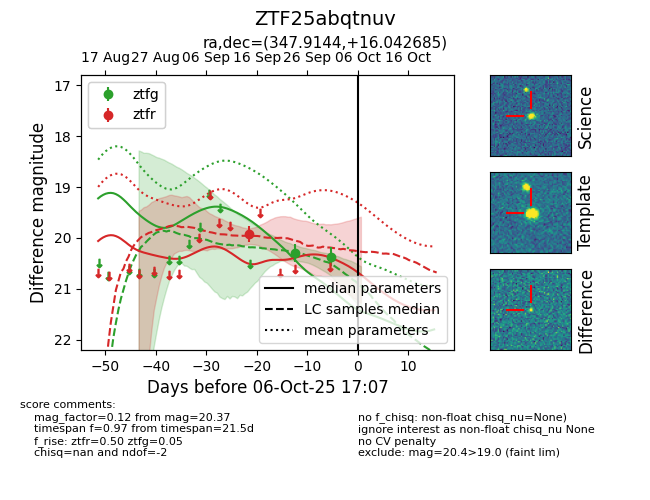 ZTF25abqtnuv
ra,dec=(347.9144,+16.042685)
17 Aug 27 Aug 06 Sep 16 Sep 26 Sep 06 Oct 16 Oct
ztfg
ztfr
17
18
19
20
21
22
Difference magnitude
median parameters
LC samples median
mean parameters
−50 −40 −30 −20 −10 0 10
Days before 06-Oct-25 17:07
Science
Template
Difference
score comments:
mag_factor=0.12 from mag=20.37
timespan f=0.97 from timespan=21.5d
f_rise: ztfr=0.50 ztfg=0.05
chisq=nan and ndof=-2
no f_chisq: non-float chisq_nu=None)
ignore interest as non-float chisq_nu None
no CV penalty
exclude: mag=20.4>19.0 (faint lim)